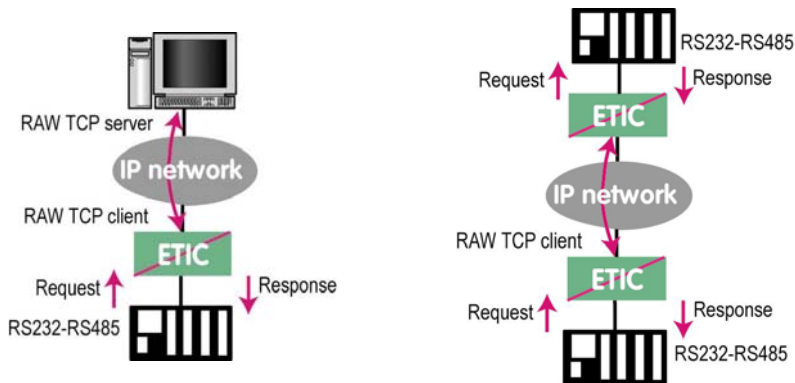 RAW TCP server
IP network
RAW TCP client
ETIC
Request
Response
RS232-RS485
RS232-RS485
Request
Response
ETIC
IP network
RAW TCP client
ETIC
Request
Response
RS232-RS485